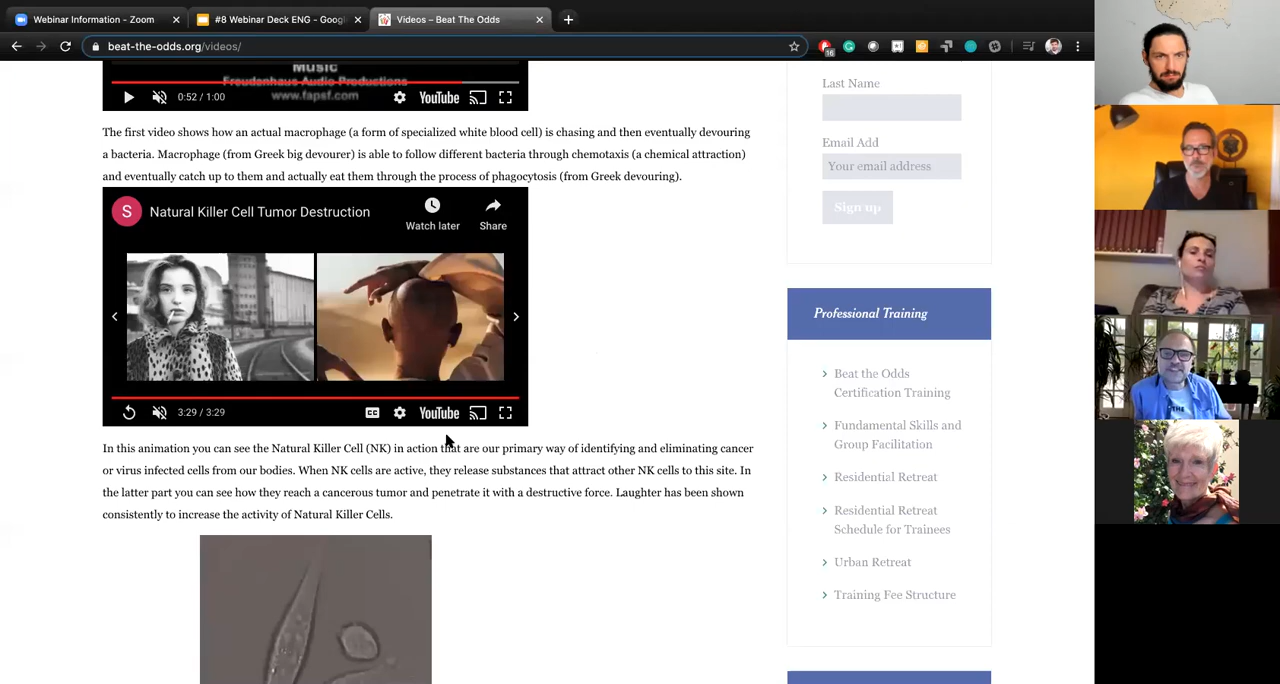 Webinar Information - Zoom
#8 Webinar Deck ENG - Goog
Videos – Beat The Odds
beat-the-odds.org/videos/
16
Music
Freudenhaus Audio Productions
www.fapsf.com
0:52 / 1:00
YouTube
The first video shows how an actual macrophage (a form of specialized white blood cell) is chasing and then eventually devouring
a bacteria. Macrophage (from Greek big devourer) is able to follow different bacteria through chemotaxis (a chemical attraction)
and eventually catch up to them and actually eat them through the process of phagocytosis (from Greek devouring).
S
Natural Killer Cell Tumor Destruction
Watch later
Share
3:29 / 3:29
CC
YouTube
In this animation you can see the Natural Killer Cell (NK) in action that are our primary way of identifying and eliminating cancer
or virus infected cells from our bodies. When NK cells are active, they release substances that attract other NK cells to this site. In
the latter part you can see how they reach a cancerous tumor and penetrate it with a destructive force. Laughter has been shown
consistently to increase the activity of Natural Killer Cells.
Last Name
Email Add
Your email address
Sign up
Professional Training
Beat the Odds
Certification Training
Fundamental Skills and
Group Facilitation
Residential Retreat
Residential Retreat
Schedule for Trainees
Urban Retreat
Training Fee Structure
THE